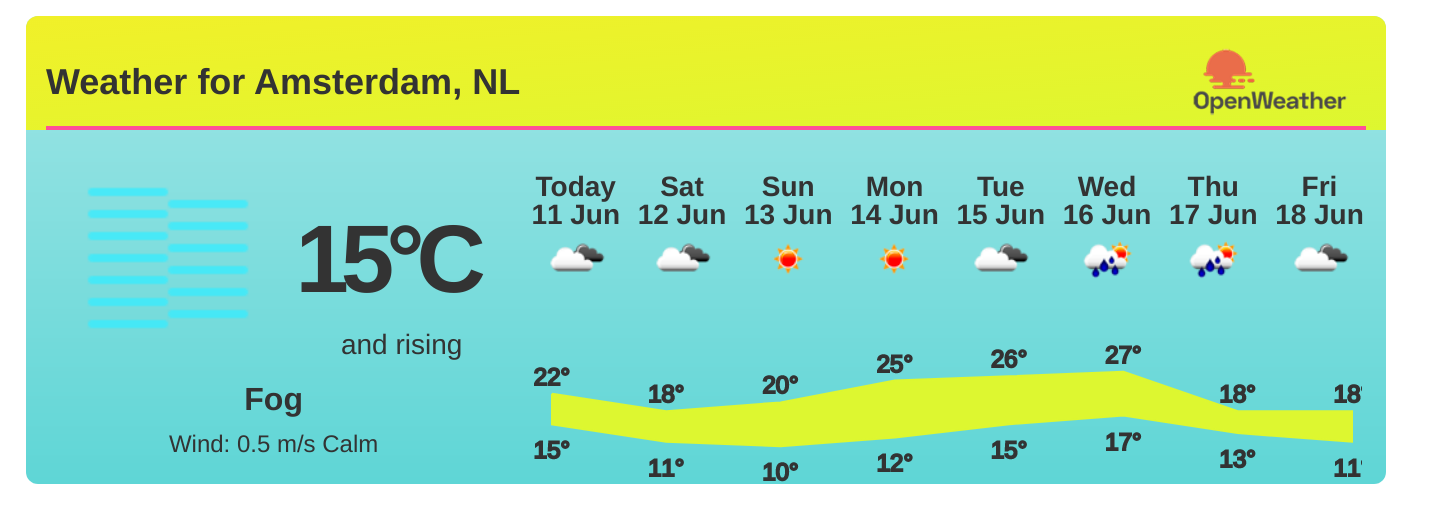 Weather for Amsterdam, NL
OpenWeather
Today Sat Sun Mon Tue Wed Thu Fri
11 Jun 12 Jun 13 Jun 14 Jun 15 Jun 16 Jun 17 Jun 18 Jun
15°C
and rising
Fog
Wind: 0.5 m/s Calm
22° 18° 20° 25° 26° 27° 18° 18°
15° 11° 10° 12° 15° 17° 13° 11°